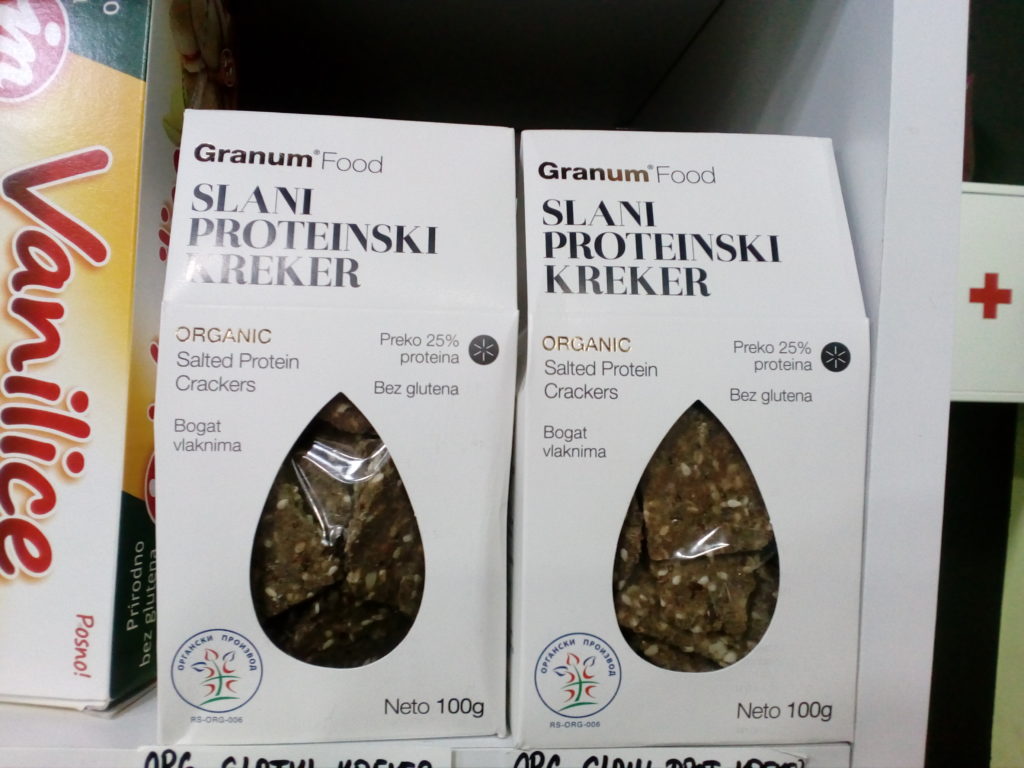 Vanilice
Posno!
Prirodno
bez glutena
Granum® Food
SLANI
PROTEINSKI
KREKER
ORGANIC
Salted Protein
Crackers
Preko 25%
proteina
Bez glutena
Bogat
vlaknima
ОРГАНСКИ ПРОИЗВОД
RS-ORG-006
Neto 100g
Granum® Food
SLANI
PROTEINSKI
KREKER
ORGANIC
Salted Protein
Crackers
Preko 25%
proteina
Bez glutena
Bogat
vlaknima
ОРГАНСКИ ПРОИЗВОД
RS-ORG-006
Neto 100g
ORG.
ORG.